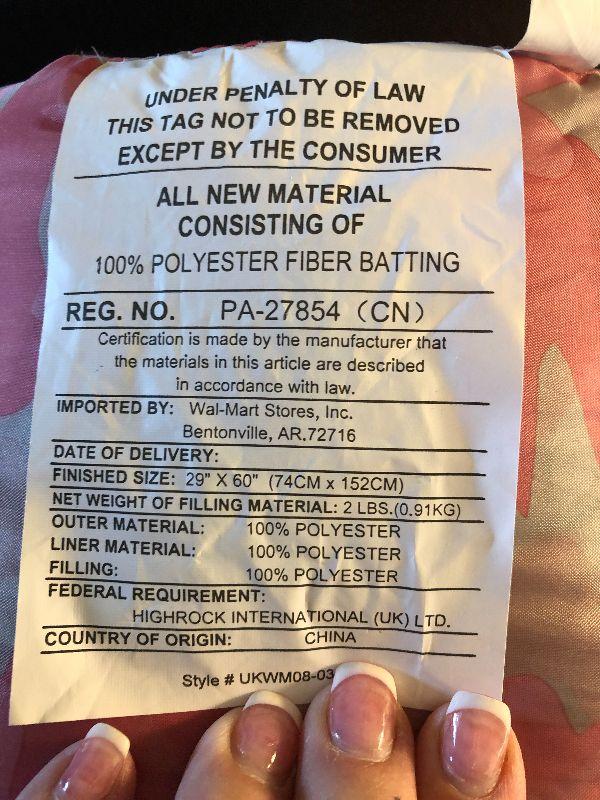 UNDER PENALTY OF LAW
THIS TAG NOT TO BE REMOVED
EXCEPT BY THE CONSUMER
ALL NEW MATERIAL
CONSISTING OF
100% POLYESTER FIBER BATTING
REG. NO. PA-27854 (CN)
Certification is made by the manufacturer that
the materials in this article are described
in accordance with law.
IMPORTED BY: Wal-Mart Stores, Inc.
Bentonville, AR.72716
DATE OF DELIVERY:
FINISHED SIZE: 29" X 60" (74CM x 152CM)
NET WEIGHT OF FILLING MATERIAL: 2 LBS.(0.91KG)
OUTER MATERIAL: 100% POLYESTER
LINER MATERIAL: 100% POLYESTER
FILLING: 100% POLYESTER
FEDERAL REQUIREMENT:
HIGHROCK INTERNATIONAL (UK) LTD.
COUNTRY OF ORIGIN: CHINA
Style # UKWM08-03